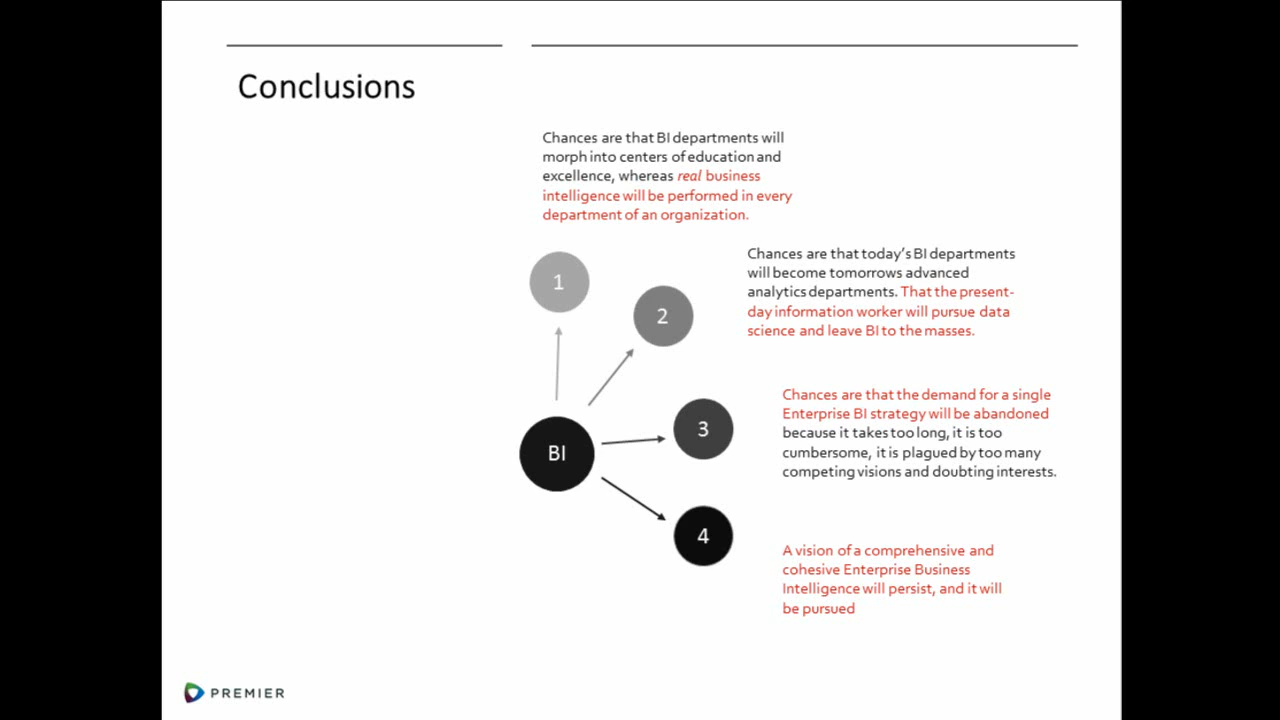 Conclusions
Chances are that BI departments will
morph into centers of education and
excellence, whereas real business
intelligence will be performed in every
department of an organization.
1
Chances are that today's BI departments
will become tomorrows advanced
analytics departments. That the present-
day information worker will pursue data
science and leave BI to the masses.
2
Chances are that the demand for a single
Enterprise BI strategy will be abandoned
because it takes too long, it is too
cumbersome, it is plagued by too many
competing visions and doubting interests.
3
BI
4
A vision of a comprehensive and
cohesive Enterprise Business
Intelligence will persist, and it will
be pursued
PREMIER